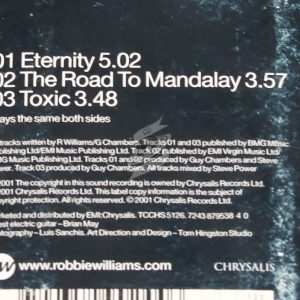 01 Eternity 5.02
02 The Road To Mandalay 3.57
03 Toxic 3.48
ays the same both sides
tracks written by R Williams/G Chambers. Tracks 01 and 03 published by BMG Music
Publishing Ltd/EMI Music Publishing Ltd. Track 02 published by EMI Virgin Music Ltd/
MG Music Publishing Ltd. Tracks 01 and 02 produced by Guy Chambers and Steve
Power. Track 03 produced by Guy Chambers. All tracks mixed by Steve Power
2001 The copyright in this sound recording is owned by Chrysalis Records Ltd.
2001 Chrysalis Records Ltd. This label copy information is the subject of
copyright protection. All rights reserved. © 2001 Chrysalis Records Ltd
arketed and distributed by EMI:Chrysalis. TCCHS 5126. 7243 879538 4 0
est electric guitar – Brian May
hotography – Luis Sanchis. Art Direction and Design – Tom Hingston Studio
www.robbiewilliams.com CHRYSALIS